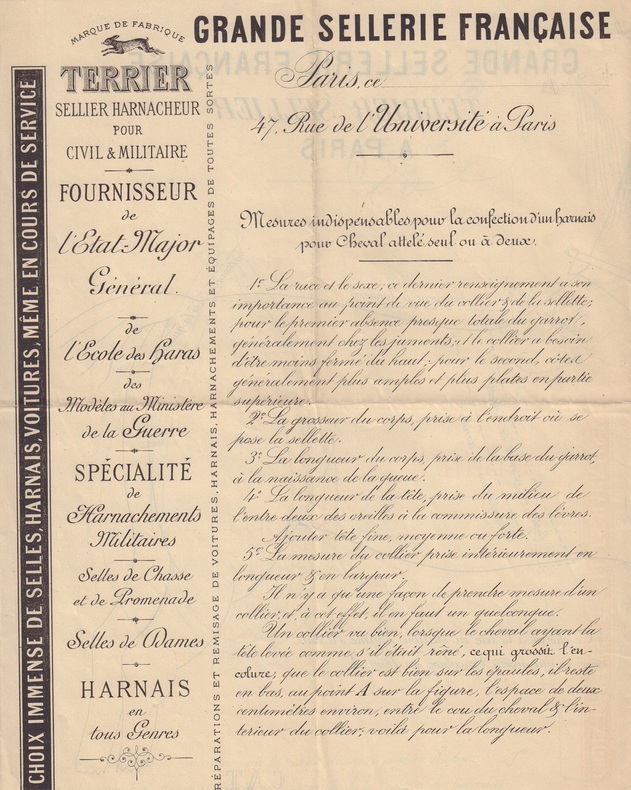 GRANDE SELLERIE FRANÇAISE
MARQUE DE FABRIQUE
TERRIER
SELLIER HARNACHEUR
POUR
CIVIL & MILITAIRE
FOURNISSEUR
de
l'Etat-Major
Général.
de
l'Ecole des Haras
des
Modèles au Ministère
de la Guerre
SPÉCIALITÉ
de
Harnachements
Militaires
Selles de Chasse
et de Promenade
Selles de Dames
HARNAIS
en
tous Genres
CHOIX IMMENSE DE SELLES, HARNAIS, VOITURES, MÊME, EN COURS DE SERVICE
RÉPARATIONS ET REMISAGE DE VOITURES, HARNAIS, HARNACHEMENTS ET ÉQUIPAGES DE TOUTES SORTES
Paris, ce
47, Rue de l'Université à Paris
Mesures indispensables pour la confection d'un harnais
pour Cheval attelé seul ou à deux.
1º La race et le sexe; ce dernier renseignement a son
importance au point de vue du collier & de la sellette;
pour le premier absence presque totale du garrot,
généralement chez les juments, & le collier a besoin
d'être moins fermé du haut; pour le second, côtes
généralement plus amples et plus plates en partie
supérieure.
2º La grosseur du corps, prise à l'endroit où se
pose la sellette.
3º La longueur du corps, prise de la base du garrot,
à la naissance de la queue.
4º La longueur de la tête, prise du milieu de
l'entre deux des oreilles à la commissure des lèvres.
Ajouter tête fine, moyenne ou forte.
5º La mesure du collier prise intérieurement en
longueur & en largeur.
Il n'y a qu'une façon de prendre mesure d'un
collier, et, à cet effet, il en faut un quelconque.
Un collier va bien, lorsque le cheval ayant la
tête levée comme s'il était rêné, ce qui grossit l'en-
colure, que le collier est bien sur les épaules, il reste
en bas, au point A sur la figure, l'espace de deux
centimètres environ, entre le cou du cheval & l'in-
terieur du collier; voilà pour la longueur.